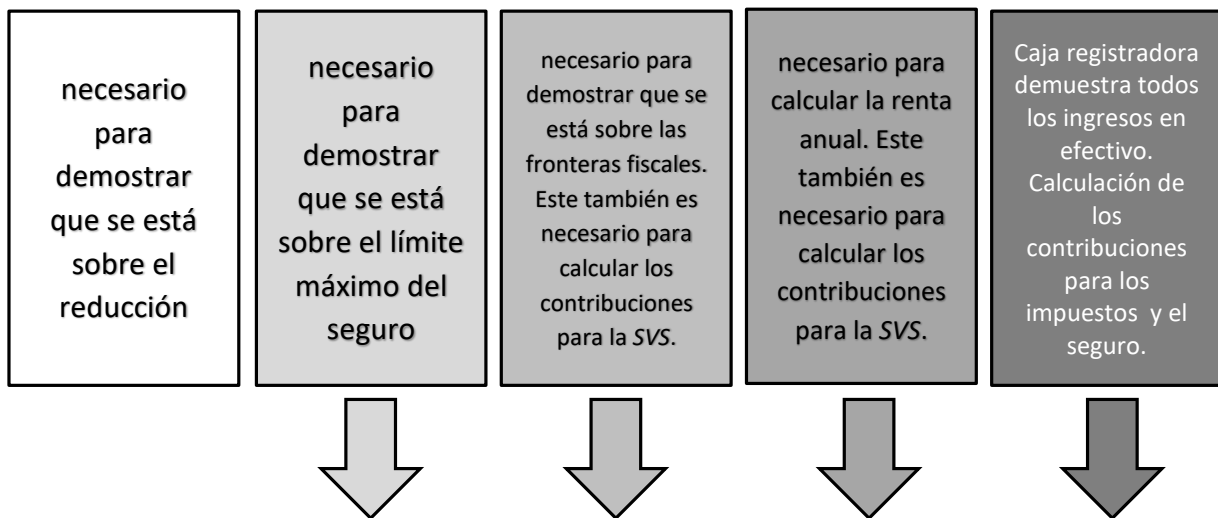 necesario
para
demostrar
que se está
sobre el
reducción
necesario
para
demostrar
que se está
sobre el límite
máximo del
seguro
necesario para
demostrar que se
está sobre las
fronteras fiscales.
Este también es
necesario para
calcular los
contribuciones
para la SVS.
necesario para
calcular la renta
anual. Este
también es
necesario para
calcular los
contribuciones
para la SVS.
Caja registradora
demuestra todos
los ingresos en
efectivo.
Calculación de
los
contribuciones
para los
impuestos y el
seguro.